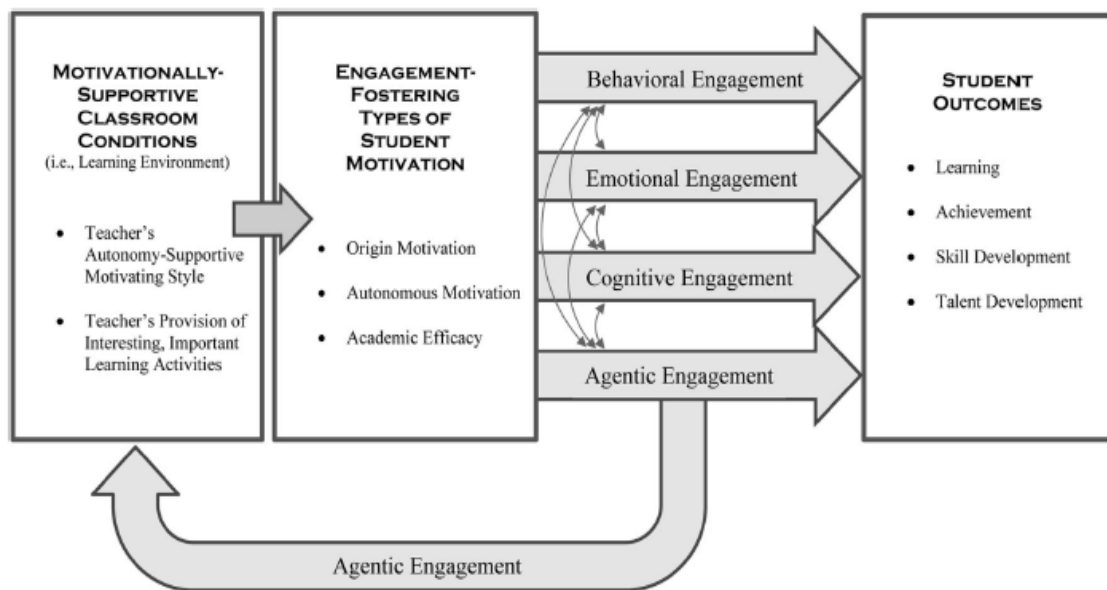 MOTIVATIONALLY-
SUPPORTIVE
CLASSROOM
CONDITIONS
(i.e., Learning Environment)
• Teacher's
Autonomy-Supportive
Motivating Style
• Teacher's Provision of
Interesting, Important
Learning Activities
ENGAGEMENT-
FOSTERING
TYPES OF
STUDENT
MOTIVATION
• Origin Motivation
• Autonomous Motivation
• Academic Efficacy
Behavioral Engagement
Emotional Engagement
Cognitive Engagement
Agentic Engagement
STUDENT
OUTCOMES
• Learning
• Achievement
• Skill Development
• Talent Development
Agentic Engagement